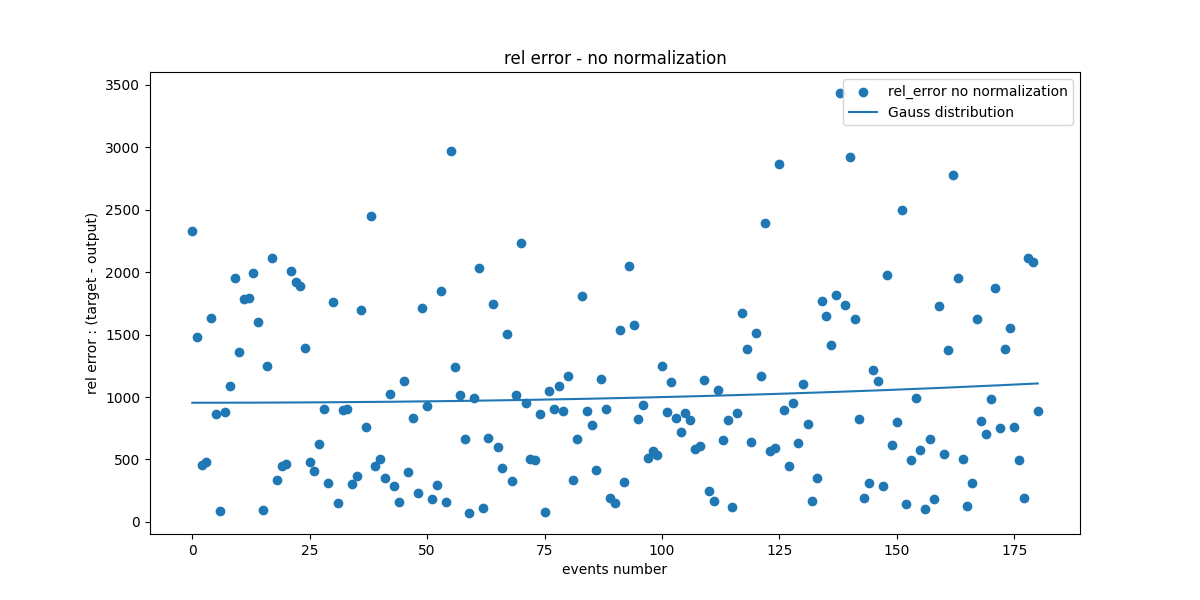 rel error - no normalization
rel_error no normalization
Gauss distribution
3500
3000
2500
2000
1500
1000
500
0
rel error : (target - output)
0 25 50 75 100 125 150 175
events number